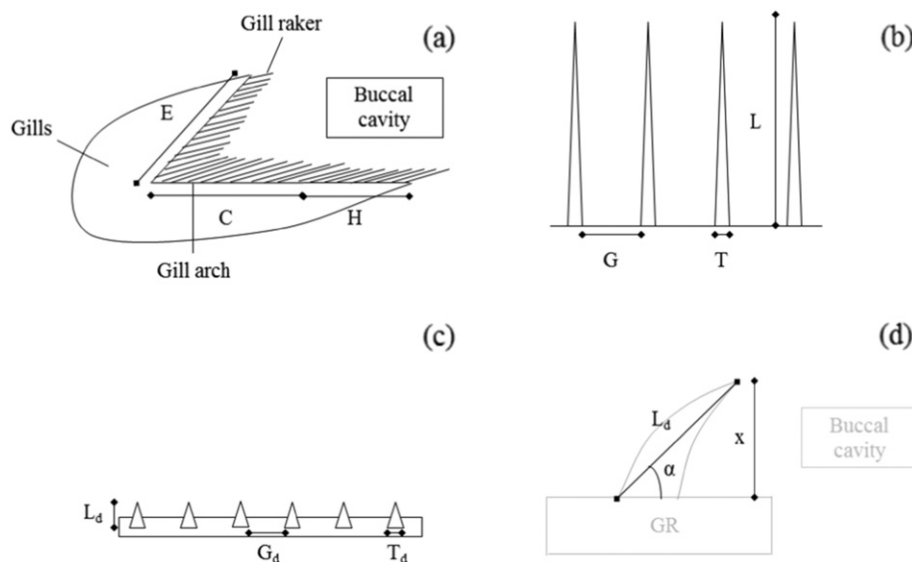 Gill raker
(a)
Buccal
cavity
E
Gills
C
H
Gill arch
(b)
L
G
T
(c)
L_d
G_d
T_d
(d)
L_d
x
α
Buccal
cavity
GR